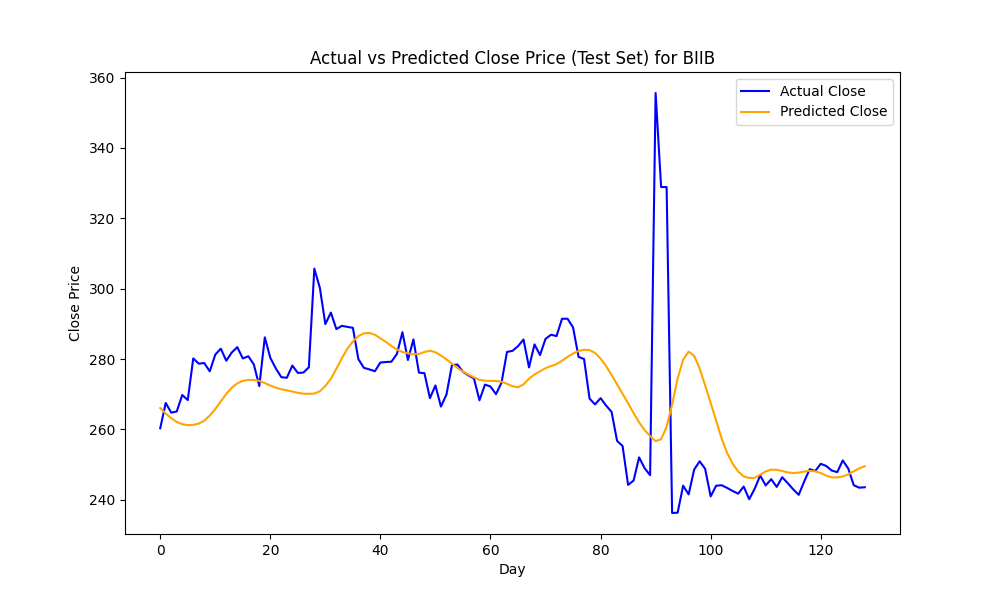 Actual vs Predicted Close Price (Test Set) for BIIB
Actual Close
Predicted Close
Close Price
360
340
320
300
280
260
240
0 20 40 60 80 100 120
Day